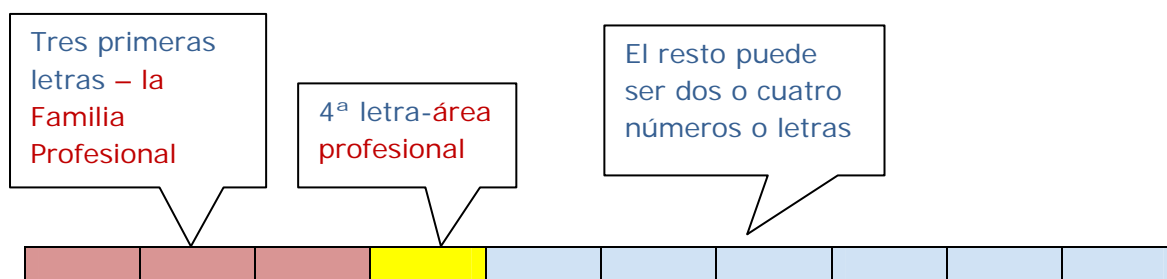 Tres primeras
letras – la
Familia
Profesional
4ª letra-área
profesional
El resto puede
ser dos o cuatro
números o letras